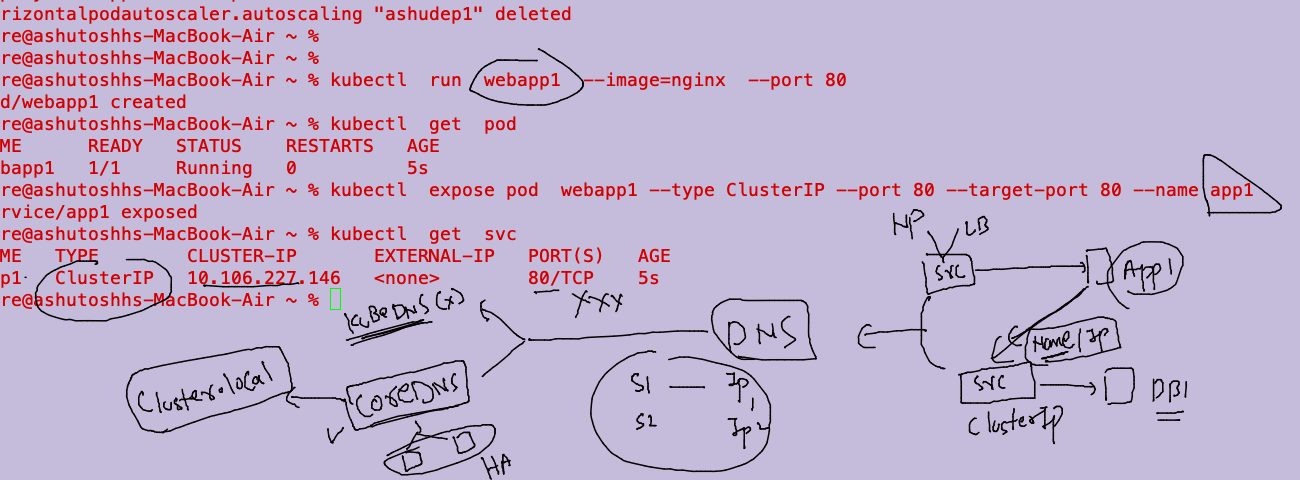 rizontalpodautoscaler.autoscaling "ashudep1" deleted
re@ashutoshhs-MacBook-Air ~ %
re@ashutoshhs-MacBook-Air ~ %
re@ashutoshhs-MacBook-Air ~ % kubectl  run  webapp1  --image=nginx  --port 80
d/webapp1 created
re@ashutoshhs-MacBook-Air ~ % kubectl  get  pod
ME      READY   STATUS    RESTARTS   AGE
bapp1   1/1     Running   0          5s
re@ashutoshhs-MacBook-Air ~ % kubectl  expose pod  webapp1 --type ClusterIP --port 80 --target-port 80 --name app1
rvice/app1 exposed
re@ashutoshhs-MacBook-Air ~ % kubectl  get  svc
ME   TYPE        CLUSTER-IP       EXTERNAL-IP   PORT(S)   AGE
p1   ClusterIP   10.106.227.146   <none>        80/TCP    5s
re@ashutoshhs-MacBook-Air ~ %
NP LB
Svc App1
KubeDNS (x) XXX
DNS
Name/Ip
Cluster.local
CoreDNS
S1 — Ip1
S2 Ip2
HA
Svc DB1
ClusterIp